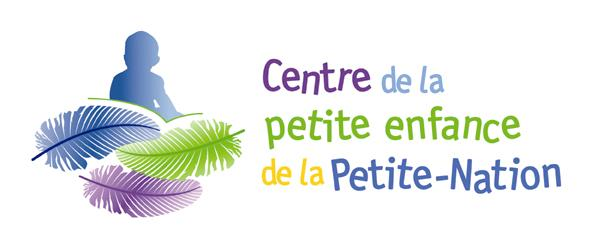 Centre de la
petite enfance
de la Petite-Nation